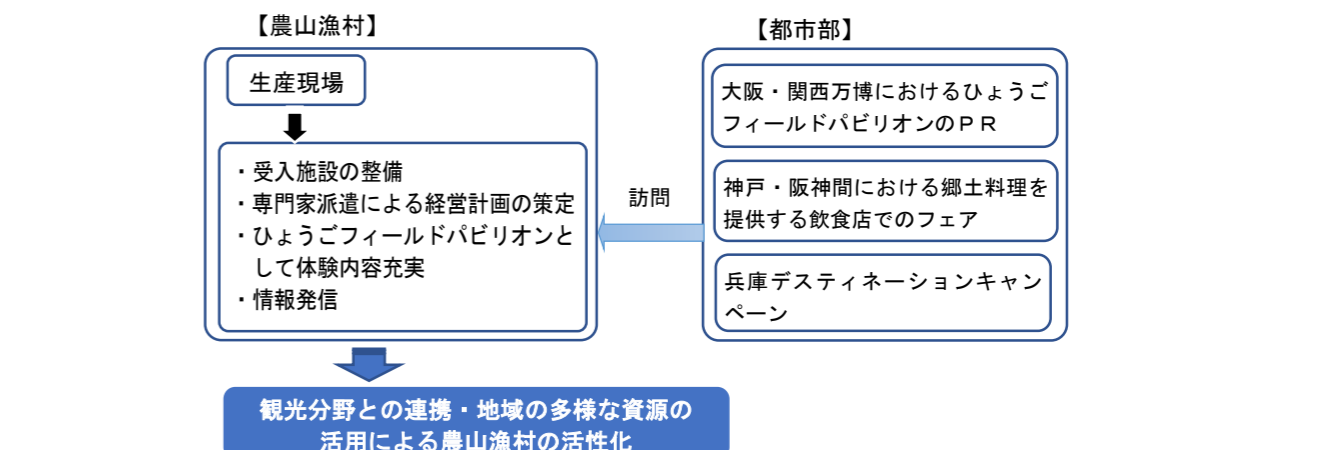 【農山漁村】
生産現場
・受入施設の整備
・専門家派遣による経営計画の策定
・ひょうごフィールドパビリオンと
して体験内容充実
・情報発信
訪問
【都市部】
大阪・関西万博におけるひょうご
フィールドパビリオンのＰＲ
神戸・阪神間における郷土料理を
提供する飲食店でのフェア
兵庫デスティネーションキャン
ペーン
観光分野との連携・地域の多様な資源の
活用による農山漁村の活性化